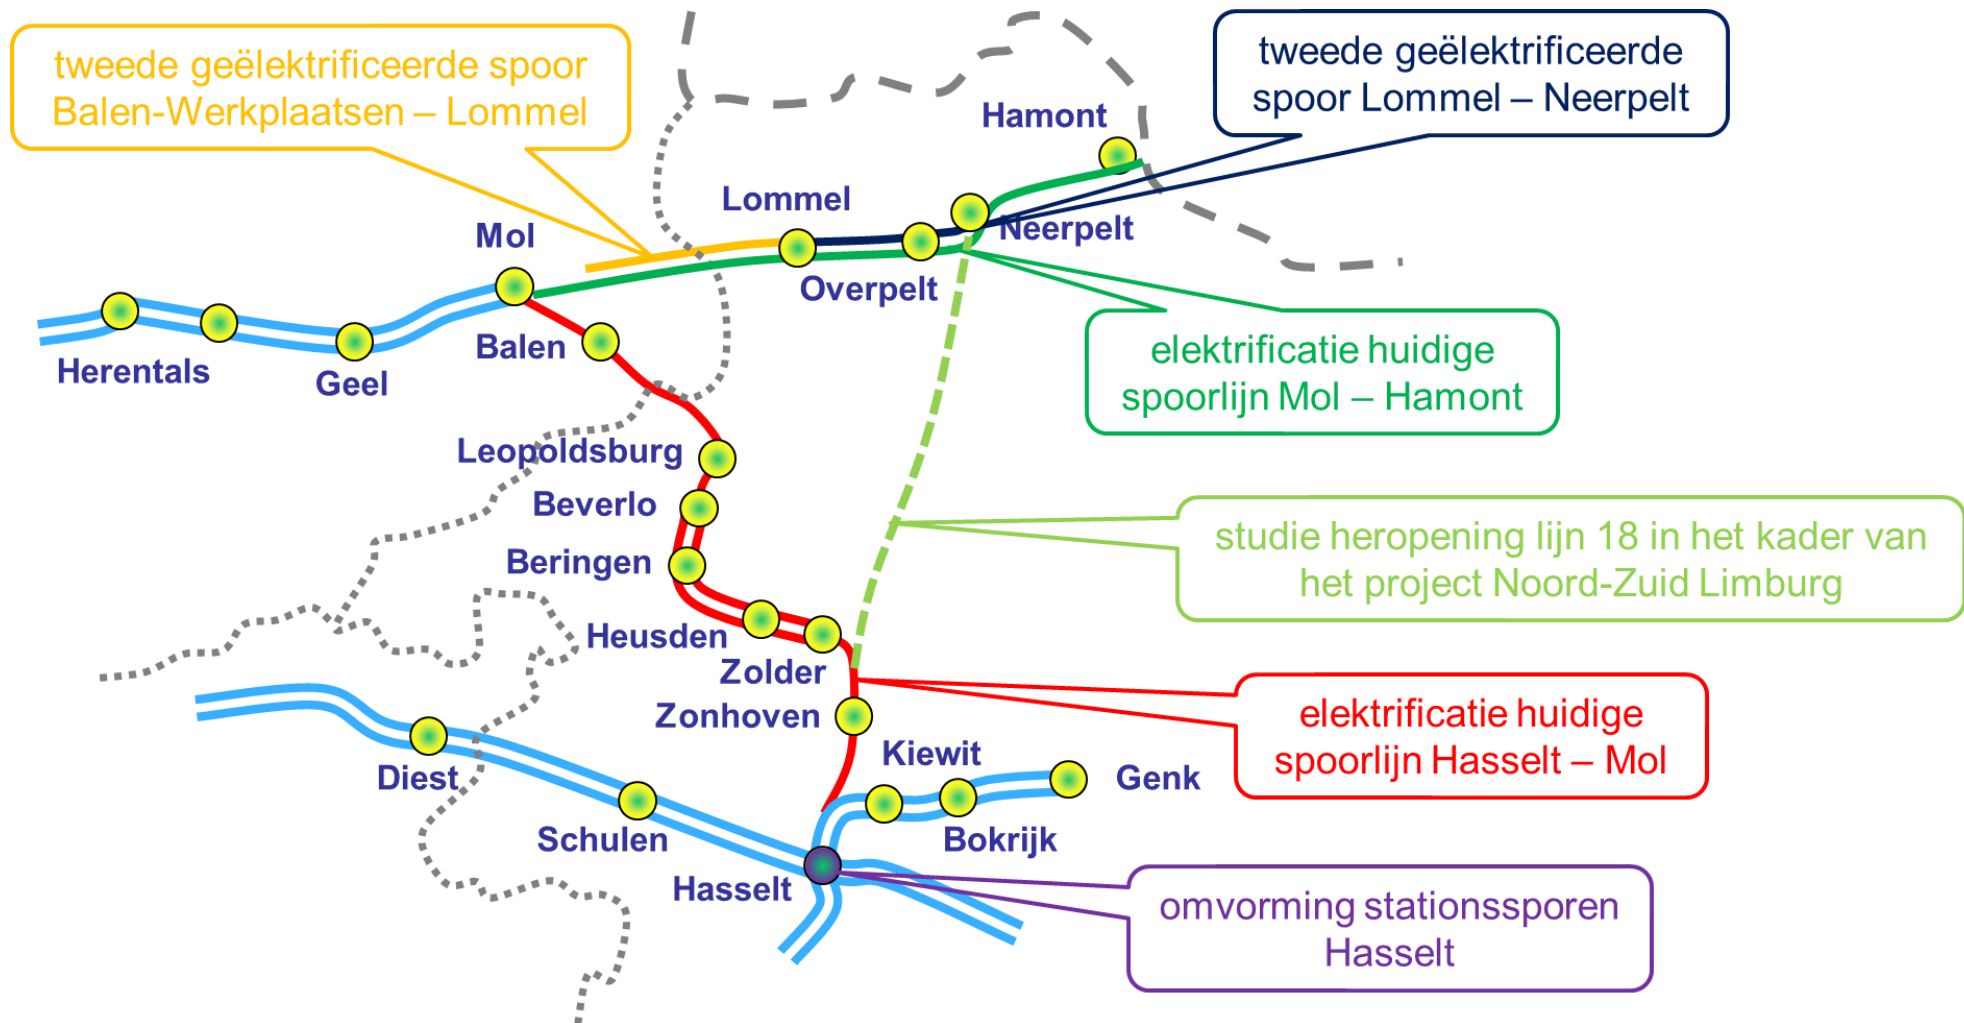 tweede geëlektrificeerde spoor
Balen-Werkplaatsen – Lommel
tweede geëlektrificeerde
spoor Lommel – Neerpelt
Hamont
Lommel
Mol
Neerpelt
Overpelt
Balen
Herentals
Geel
elektrificatie huidige
spoorlijn Mol – Hamont
Leopoldsburg
Beverlo
Beringen
studie heropening lijn 18 in het kader van
het project Noord-Zuid Limburg
Heusden
Zolder
Zonhoven
elektrificatie huidige
spoorlijn Hasselt – Mol
Kiewit
Diest
Genk
Schulen
Bokrijk
Hasselt
omvorming stationssporen
Hasselt